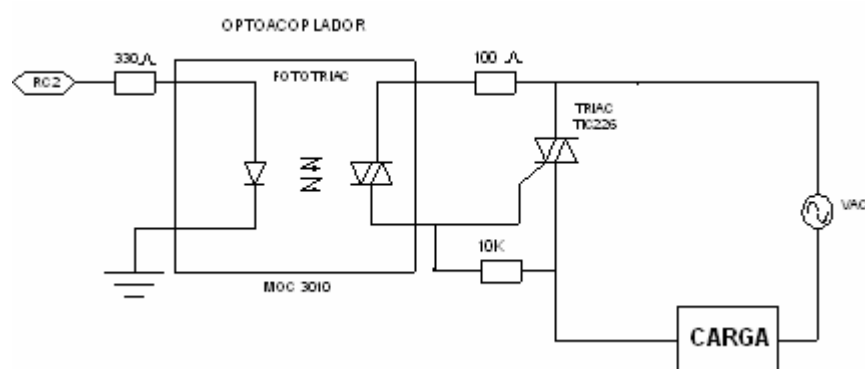 OPTOACOPLADOR
330Ω
100 Ω
RC2
FOTOTRIAC
TRIAC
TIC226
VAC
10K
MOC 3010
CARGA